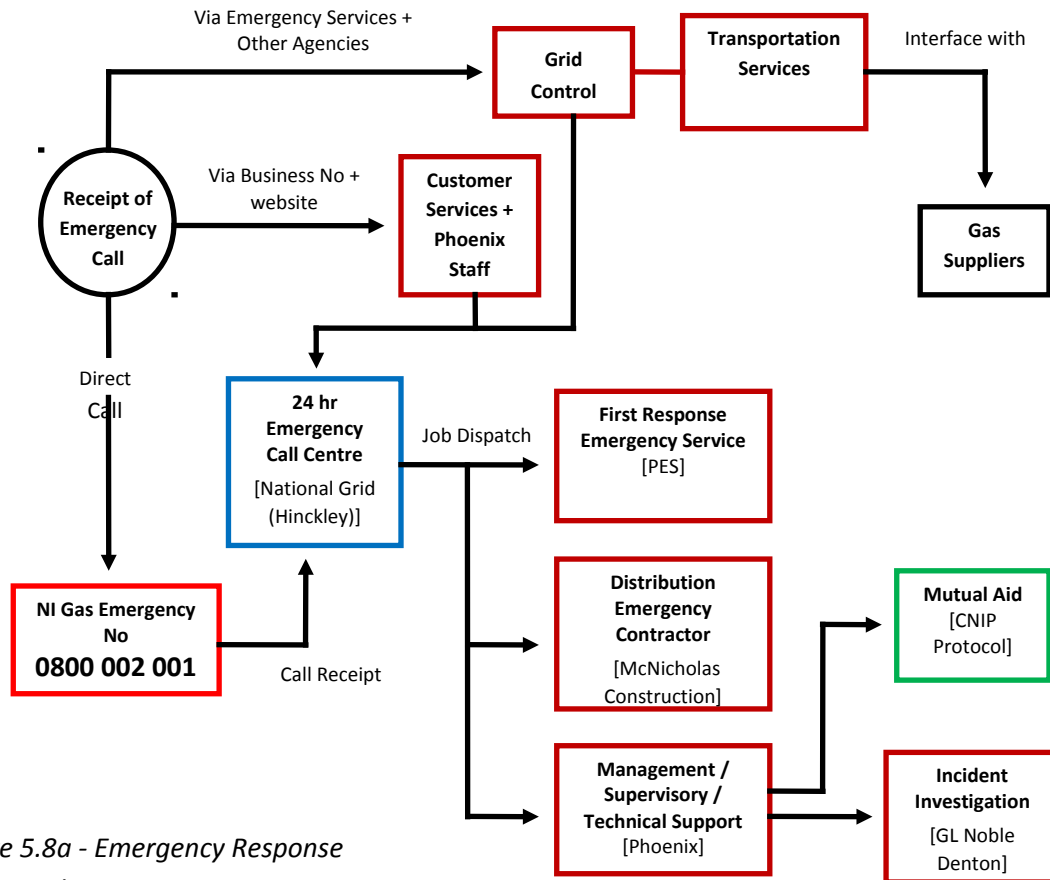 Via Emergency Services +
Other Agencies
Grid
Control
Transportation
Services
Interface with
Receipt of
Emergency
Call
Via Business No +
website
Customer
Services +
Phoenix
Staff
Gas
Suppliers
Direct
Call
24 hr
Emergency
Call Centre
[National Grid
(Hinckley)]
Job Dispatch
First Response
Emergency Service
[PES]
NI Gas Emergency
No
0800 002 001
Call Receipt
Distribution
Emergency
Contractor
[McNicholas
Construction]
Mutual Aid
[CNIP
Protocol]
Management /
Supervisory /
Technical Support
[Phoenix]
Incident
Investigation
[GL Noble
Denton]
e 5.8a - Emergency Response